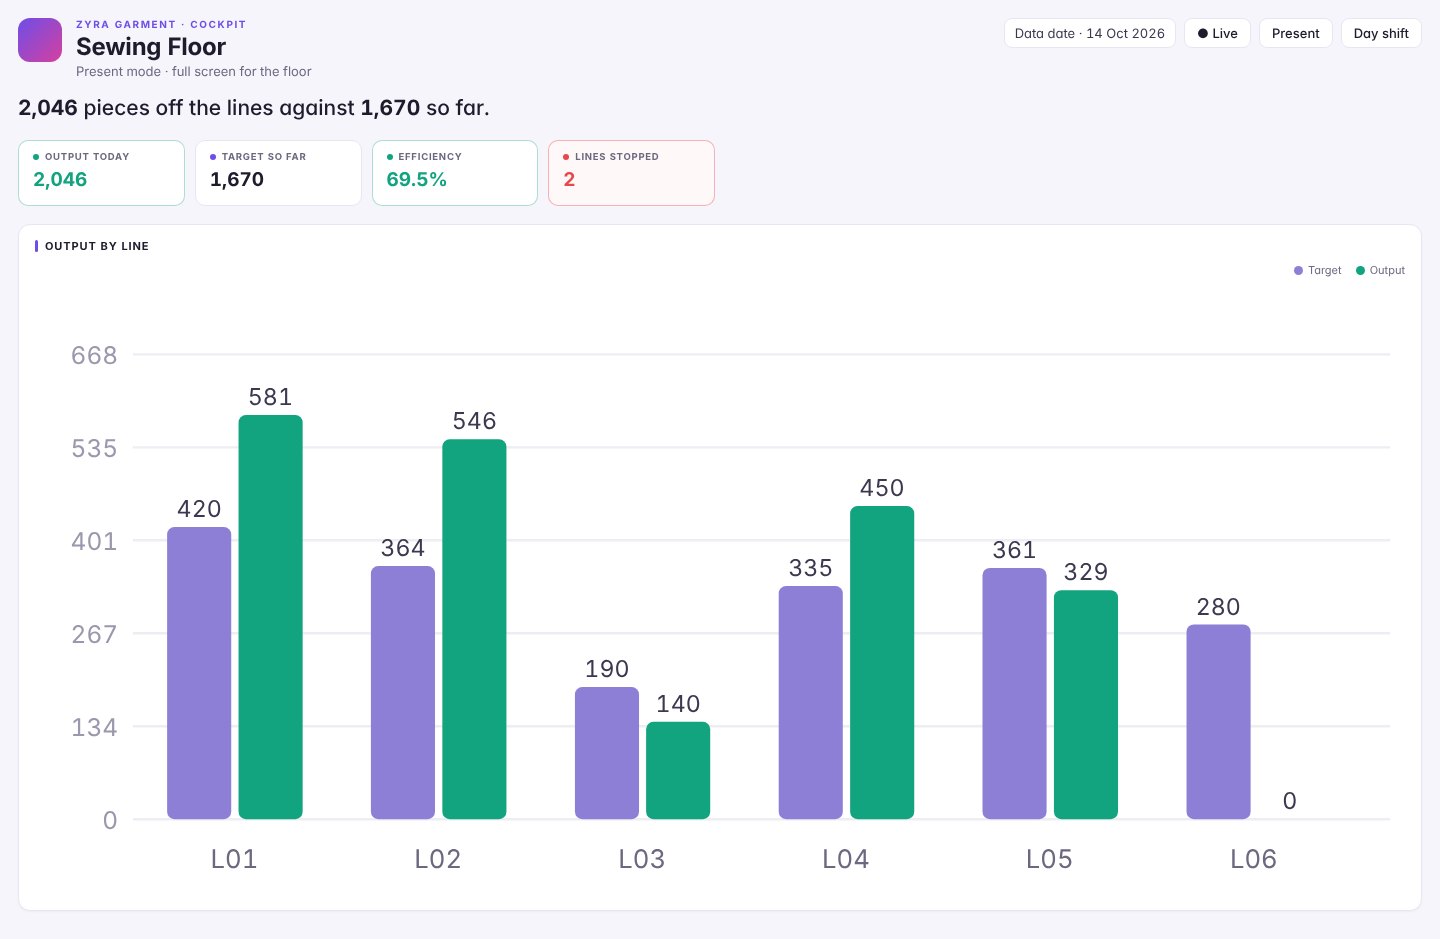 ZYRA GARMENT · COCKPIT
Sewing Floor
Present mode · full screen for the floor
Data date · 14 Oct 2026
Live
Present
Day shift
2,046 pieces off the lines against 1,670 so far.
OUTPUT TODAY
2,046
TARGET SO FAR
1,670
EFFICIENCY
69.5%
LINES STOPPED
2
OUTPUT BY LINE
Target
Output
668
535
401
267
134
0
420
581
364
546
190
140
335
450
361
329
280
0
L01
L02
L03
L04
L05
L06